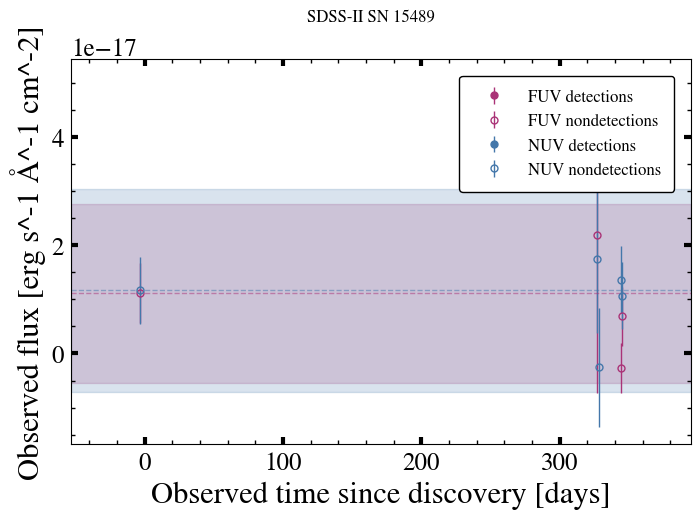 SDSS-II SN 15489
1e−17
Observed flux [erg s^-1 Å^-1 cm^-2]
4
2
0
FUV detections
FUV nondetections
NUV detections
NUV nondetections
0 100 200 300
Observed time since discovery [days]